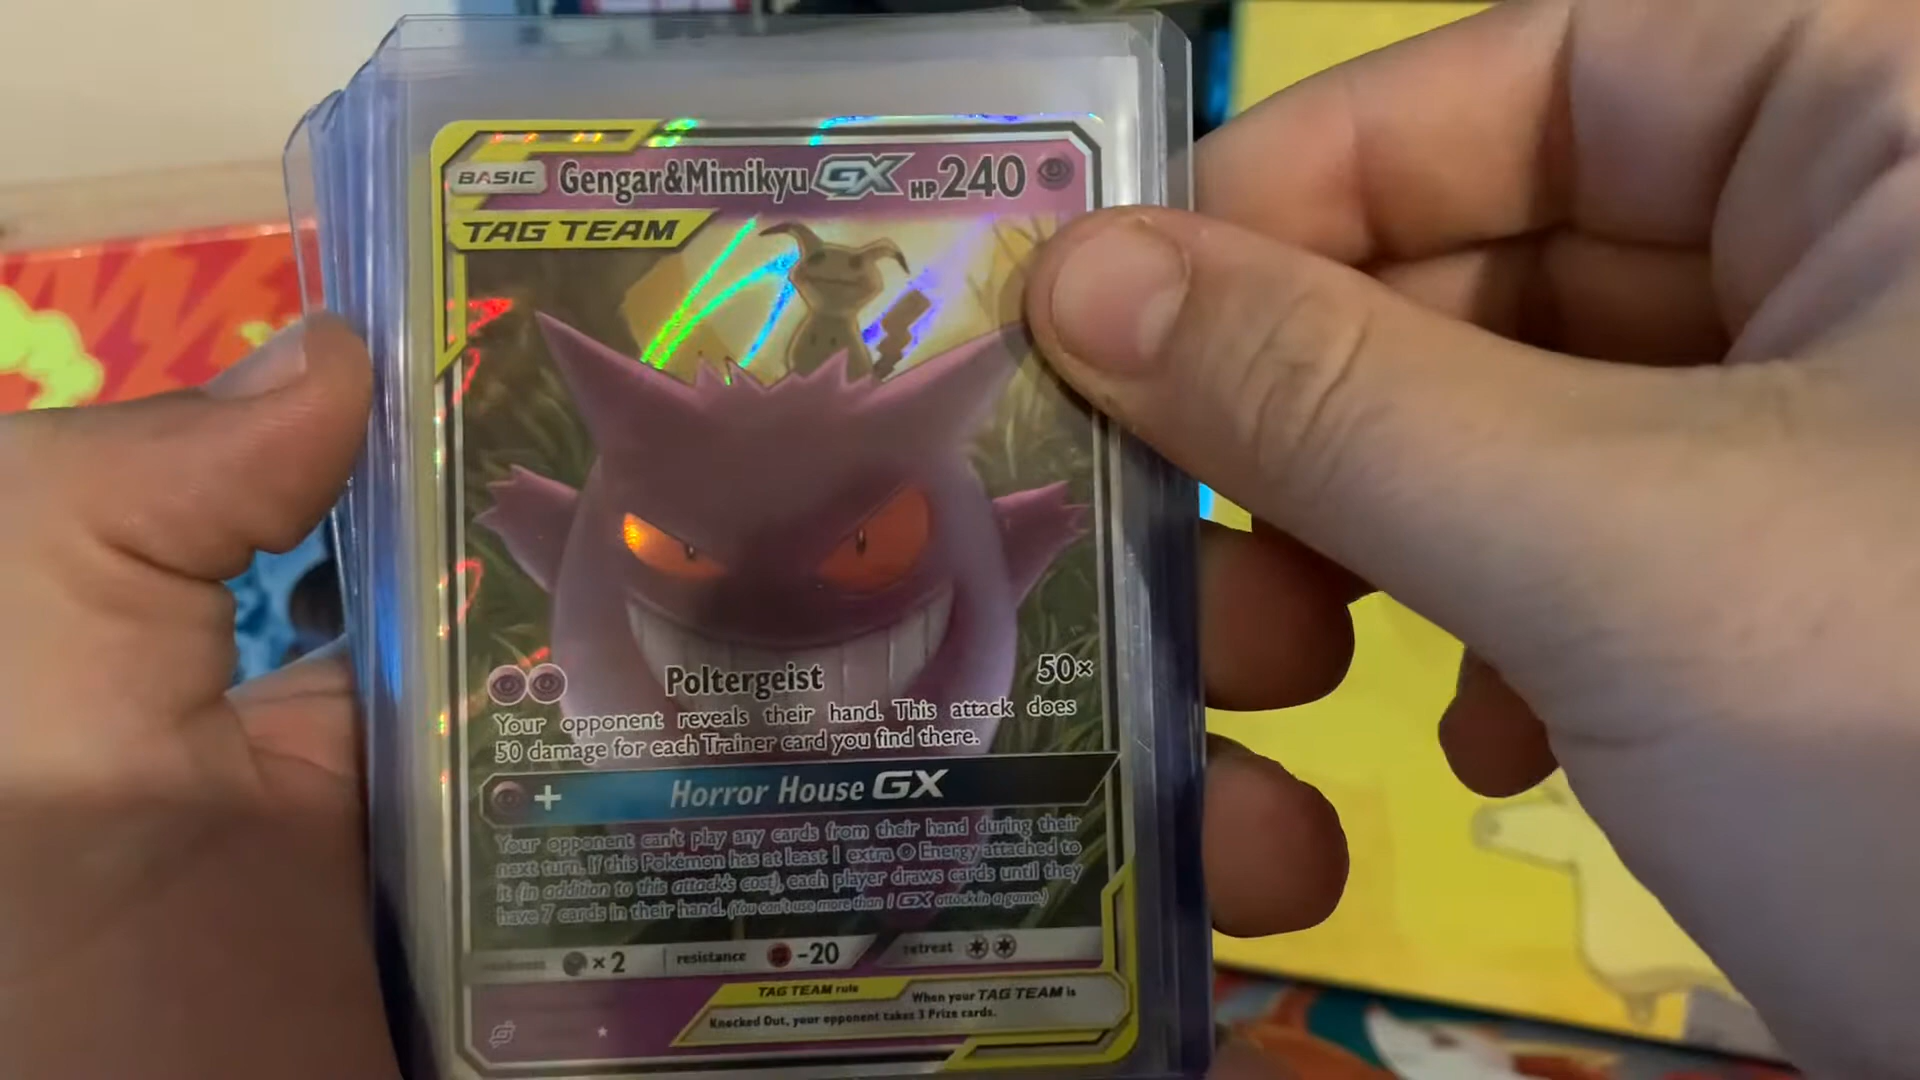 BASIC Gengar&Mimikyu GX HP 240
TAG TEAM
Poltergeist 50×
Your opponent reveals their hand. This attack does
50 damage for each Trainer card you find there.
+ Horror House GX
Your opponent can't play any cards from their hand during their
next turn. If this Pokémon has at least 1 extra Energy attached to
it (in addition to this attack's cost), each player draws cards until they
have 7 cards in their hand. (You can't use more than 1 GX attack in a game.)
×2 resistance -20 retreat
TAG TEAM rule When your TAG TEAM is
Knocked Out, your opponent takes 3 Prize cards.